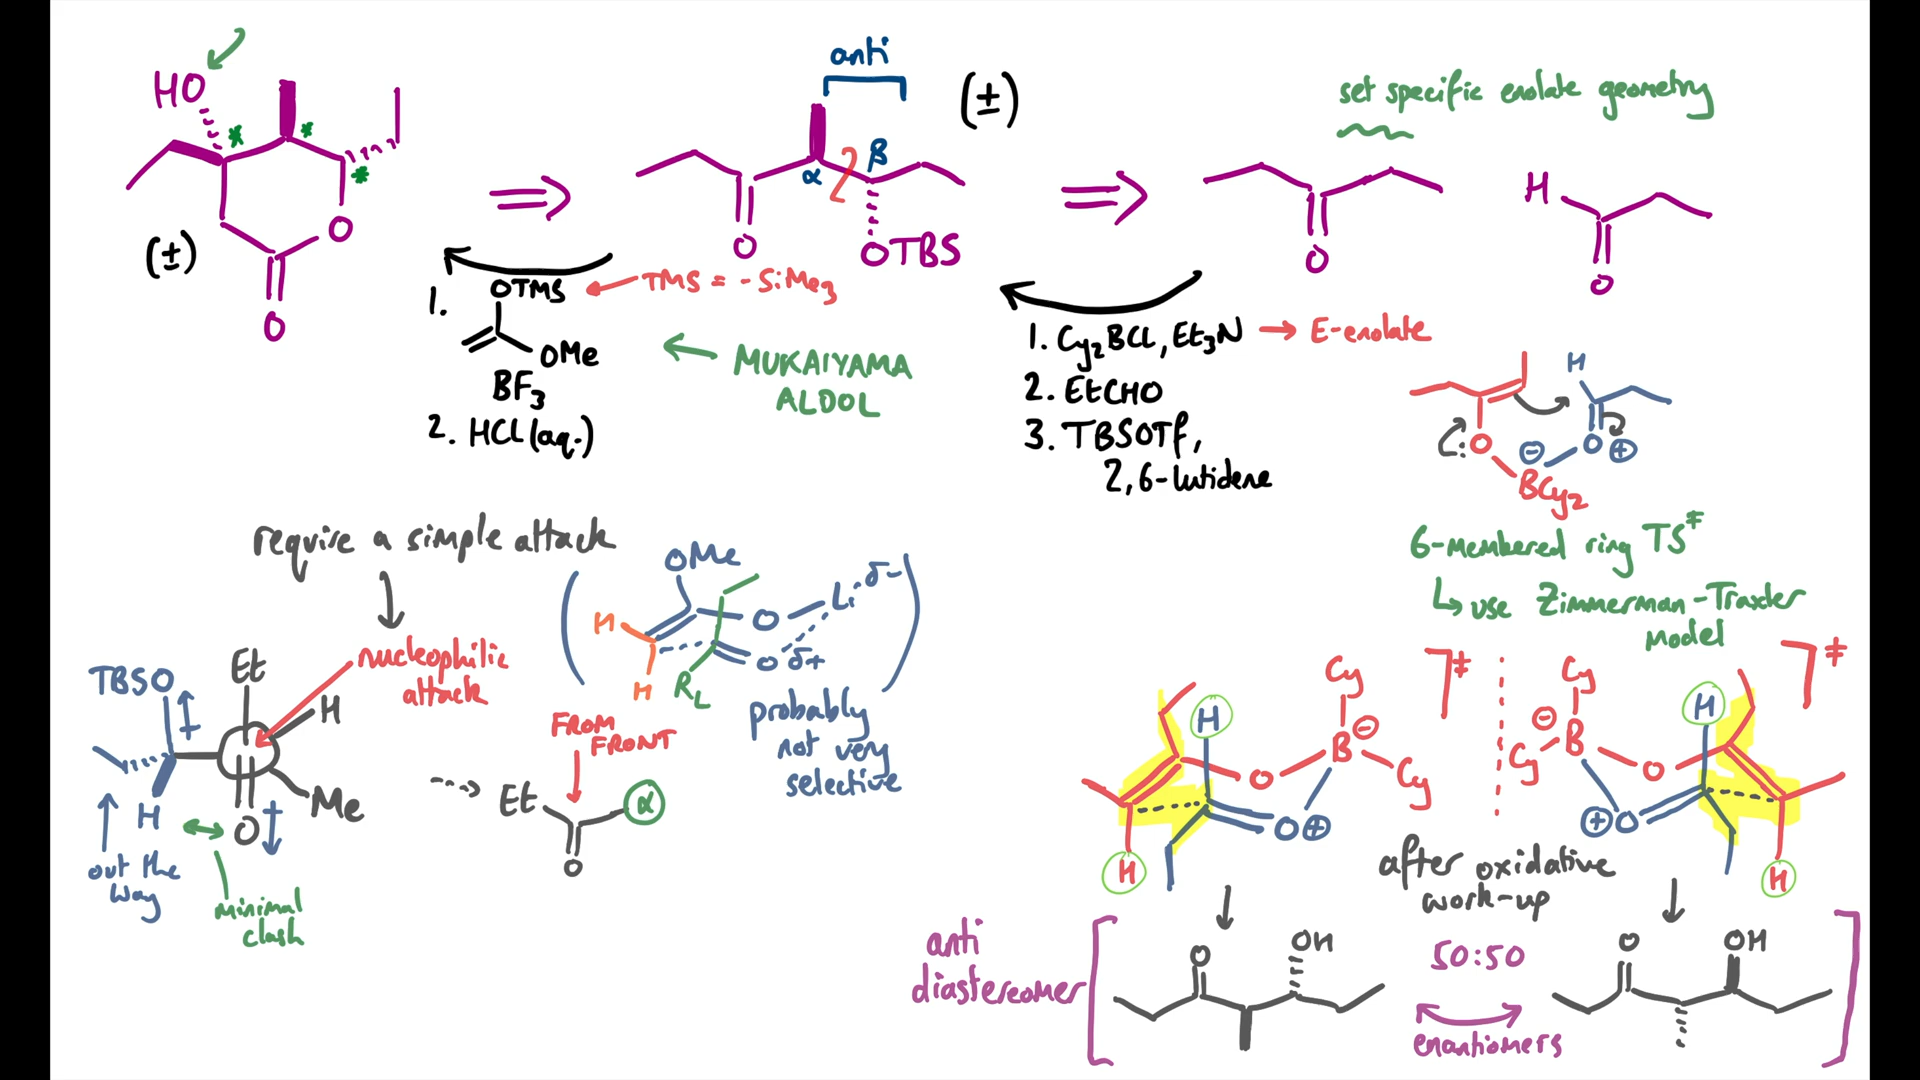 HO
*
*
*
O
O
(±)
anti
α
β
O
OTBS
(±)
set specific enolate geometry
O
H
O
1.
OTMS
TMS = -SiMe3
OMe
BF3
2. HCl (aq.)
MUKAIYAMA
ALDOL
1. Cy2BCl, Et3N → E-enolate
2. EtCHO
3. TBSOTf,
2,6-lutidene
H
:O
⊖
O
⊕
BCy2
6-membered ring TS‡
↳ use Zimmerman-Traxler
model
require a simple attack
nucleophilic
attack
TBSO
Et
H
H
O
Me
out the
way
minimal
clash
OMe
H
H
O
Li δ-
O δ+
RL
probably
not very
selective
FROM
FRONT
Et
α
O
Cy
B
⊖
Cy
O
O
⊕
H
H
‡
Cy
⊖
B
Cy
O
⊕
O
H
H
‡
after oxidative
work-up
anti
diastereomer
O
OH
50:50
enantiomers
O
OH